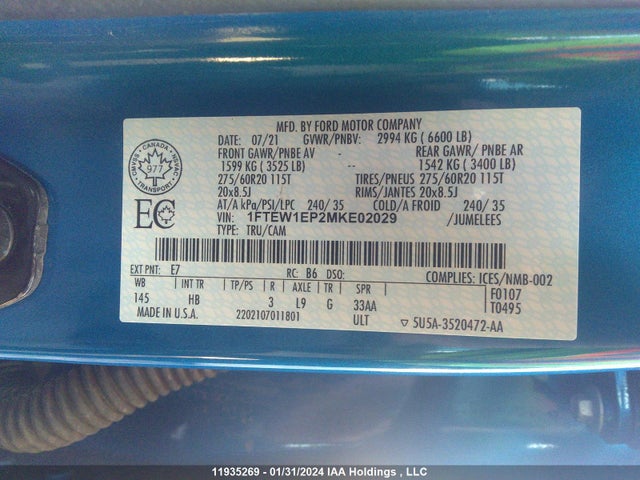 MFD. BY FORD MOTOR COMPANY
DATE: 07/21 GVWR/PNBV: 2994 KG ( 6600 LB)
FRONT GAWR/PNBE AV REAR GAWR/ PNBE AR
1599 KG ( 3525 LB) -- 1542 KG ( 3400 LB)
275/60R20 115T TIRES/PNEUS 275/60R20 115T
20x8.5J RIMS/JANTES 20x8.5J
AT/A kPa/PSI/LPC 240/ 35 COLD/A FROID 240/ 35
VIN: 1FTEW1EP2MKE02029 /JUMELEES
TYPE: TRU/CAM
CANADA
977
TRANSPORT
EC
EXT PNT: E7 RC: B6 DSO: COMPLIES: ICES/NMB-002
WB INT TR TP/PS R AXLE TR SPR F0107
145 HB 3 L9 G 33AA T0495
MADE IN U.S.A. 2202107011801 ULT ▽ 5U5A-3520472-AA
11935269 - 01/31/2024 IAA Holdings , LLC